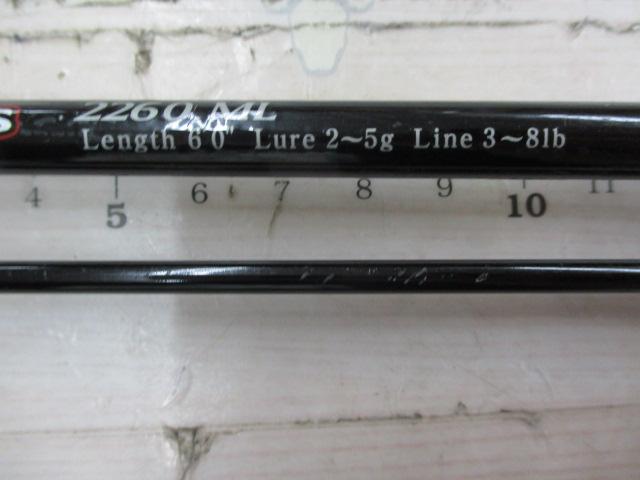 S
2260 ML
Length 6'0" Lure 2~5g Line 3~8lb
4 5 6 7 8 9 10 11